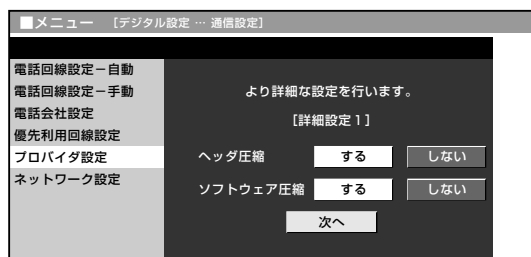 ■メニュー [デジタル設定 … 通信設定]
電話回線設定－自動
電話回線設定－手動
電話会社設定
優先利用回線設定
プロバイダ設定
ネットワーク設定
より詳細な設定を行います。
[詳細設定1]
ヘッダ圧縮 する しない
ソフトウェア圧縮 する しない
次へ